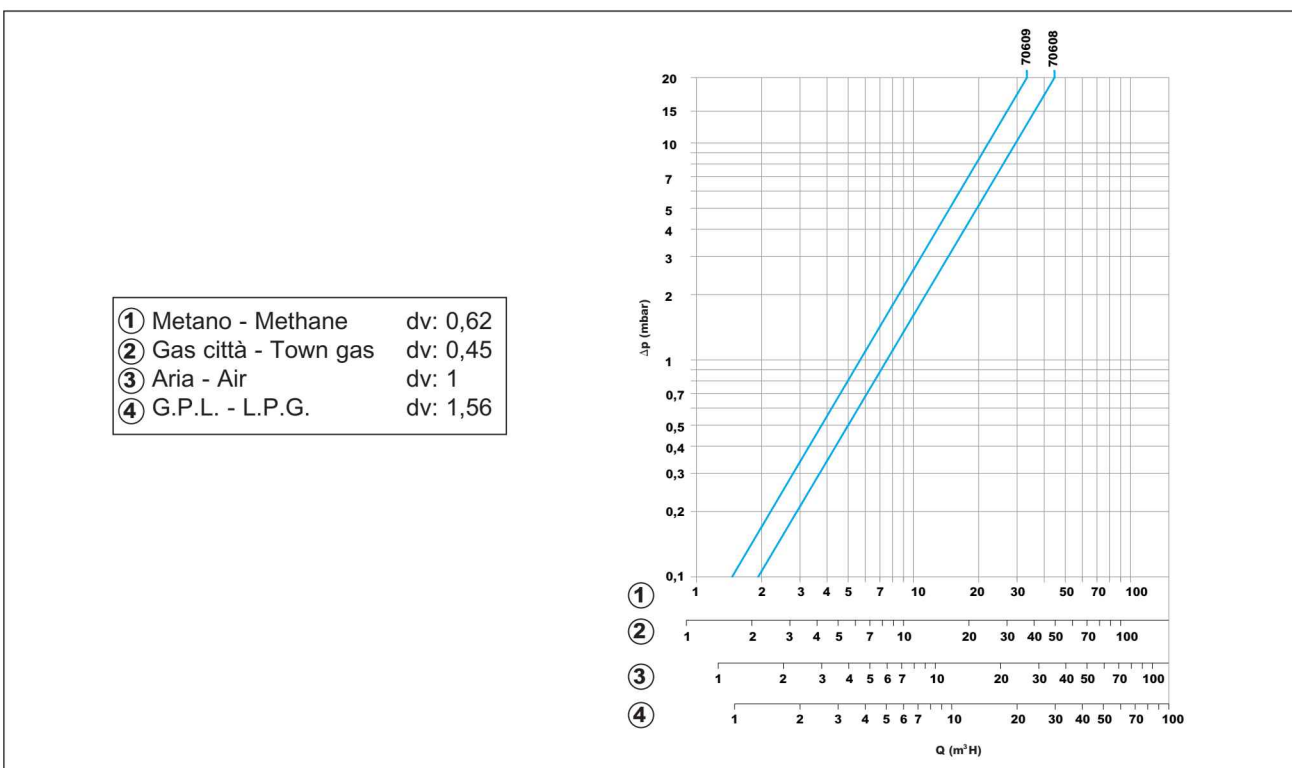 ① Metano - Methane dv: 0,62
② Gas città - Town gas dv: 0,45
③ Aria - Air dv: 1
④ G.P.L. - L.P.G. dv: 1,56
70609 70608
20
15
10
7
5
4
3
2
1
0,7
0,5
0,4
0,3
0,2
0,1
Δp (mbar)
① 1 2 3 4 5 7 10 20 30 50 70 100
② 1 2 3 4 5 7 10 20 30 40 50 70 100
③ 1 2 3 4 5 6 7 10 20 30 40 50 70 100
④ 1 2 3 4 5 6 7 10 20 30 40 50 70 100
Q (m³H)